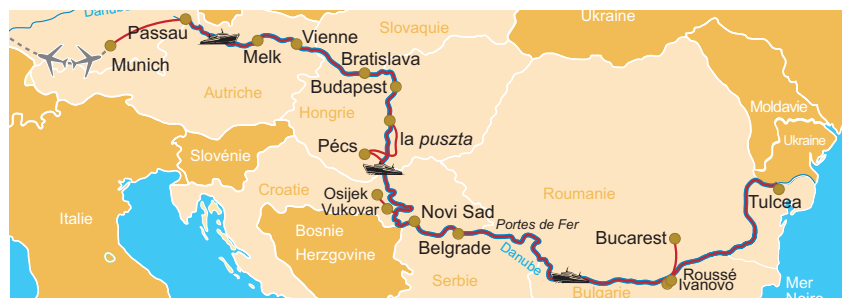 Danube
Passau
Munich
Melk
Vienne
Bratislava
Budapest
Slovaquie
Ukraine
Autriche
Hongrie
la puszta
Pécs
Moldavie
Ukraine
Slovénie
Croatie
Osijek
Vukovar
Novi Sad
Belgrade
Portes de Fer
Danube
Roumanie
Tulcea
Bucarest
Roussé
Ivanovo
Italie
Bosnie
Herzgovine
Serbie
Bulgarie
Mer
Noire